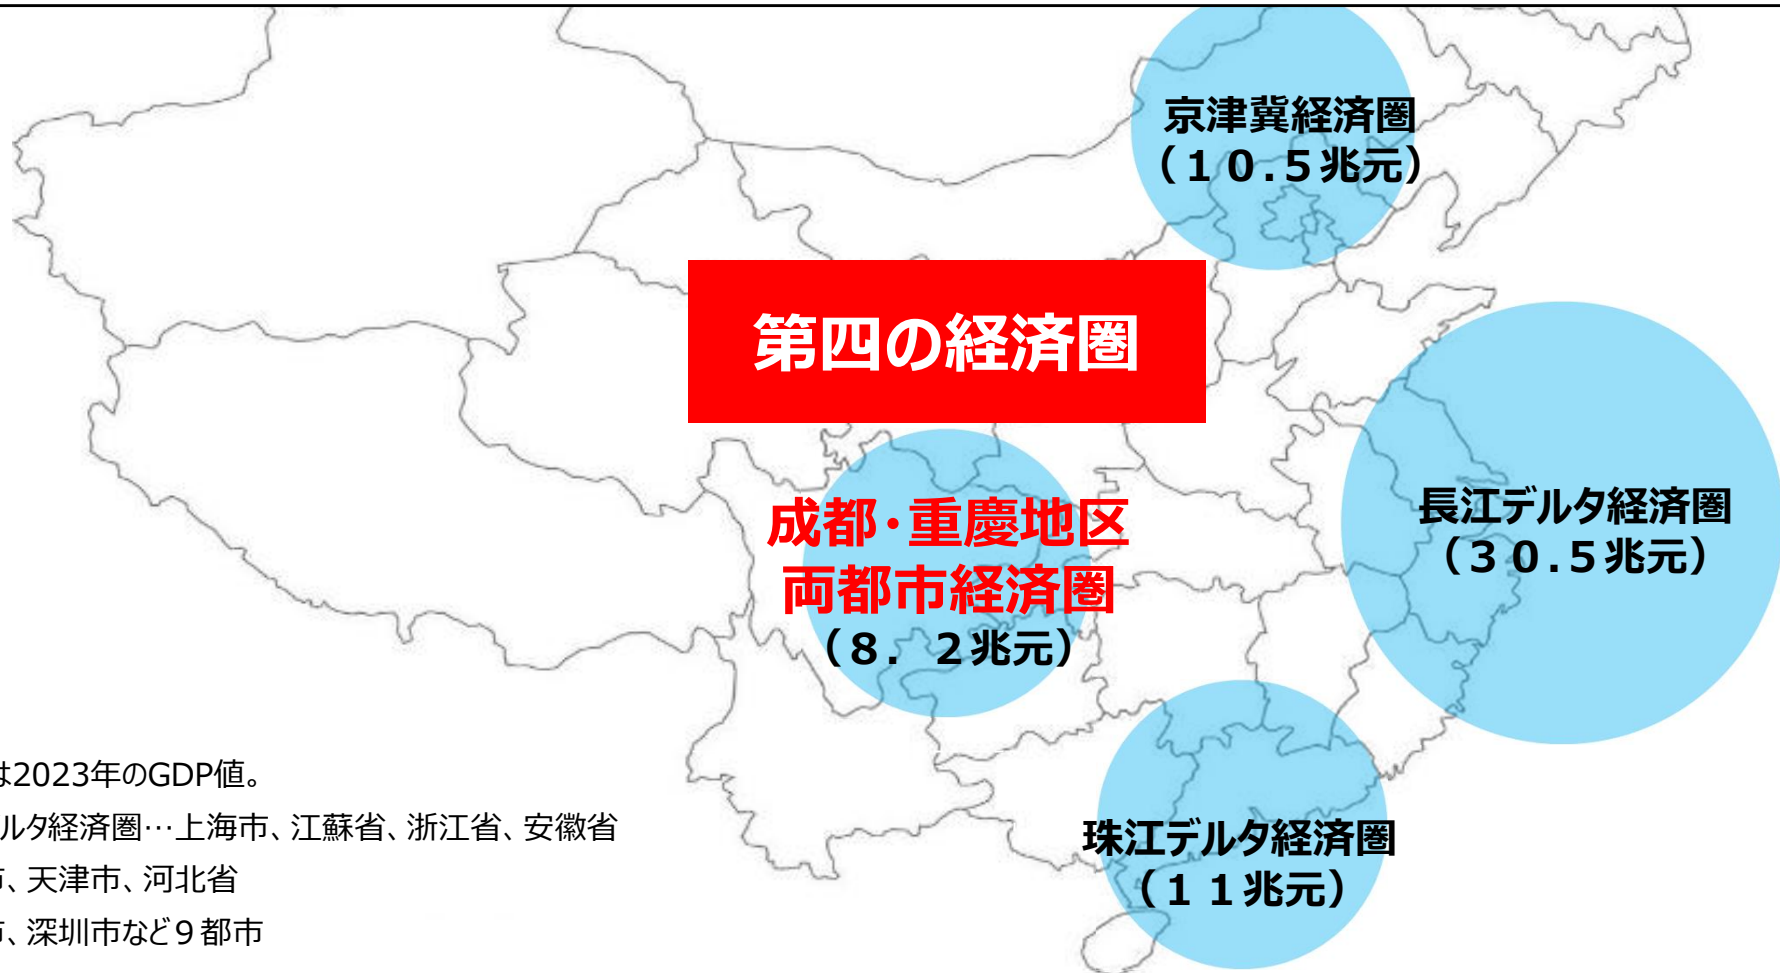 京津冀経済圏
（１０.５兆元）
第四の経済圏
成都・重慶地区
両都市経済圏
（８．２兆元）
長江デルタ経済圏
（３０.５兆元）
珠江デルタ経済圏
（１１兆元）
は2023年のGDP値。
ルタ経済圏…上海市、江蘇省、浙江省、安徽省
市、天津市、河北省
市、深圳市など９都市